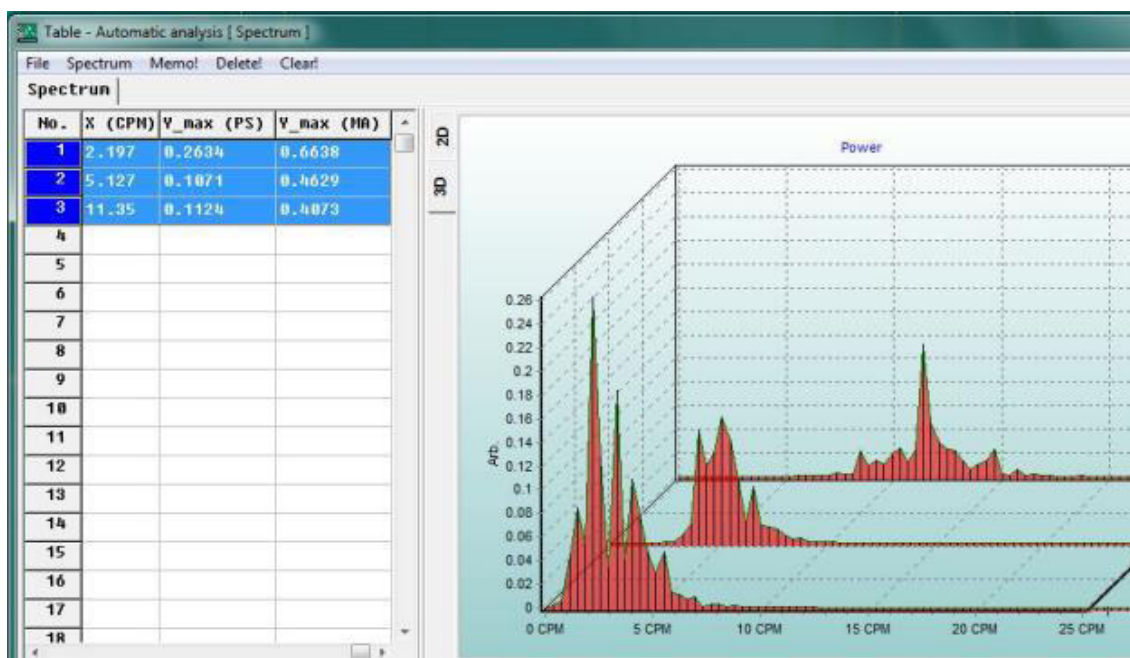 Table - Automatic analysis [ Spectrum ]
File Spectrum Memo! Delete! Clear!
Spectrum
No. X (CPM) Y_max (PS) Y_max (MA)
1 2.197 0.2634 0.6638
2 5.127 0.1071 0.4629
3 11.35 0.1124 0.4073
4
5
6
7
8
9
10
11
12
13
14
15
16
17
18
2D
3D
Power
0.26
0.24
0.22
0.2
0.18
0.16
0.14
0.12
0.1
0.08
0.06
0.04
0.02
0
Arb.
0 CPM 5 CPM 10 CPM 15 CPM 20 CPM 25 CPM